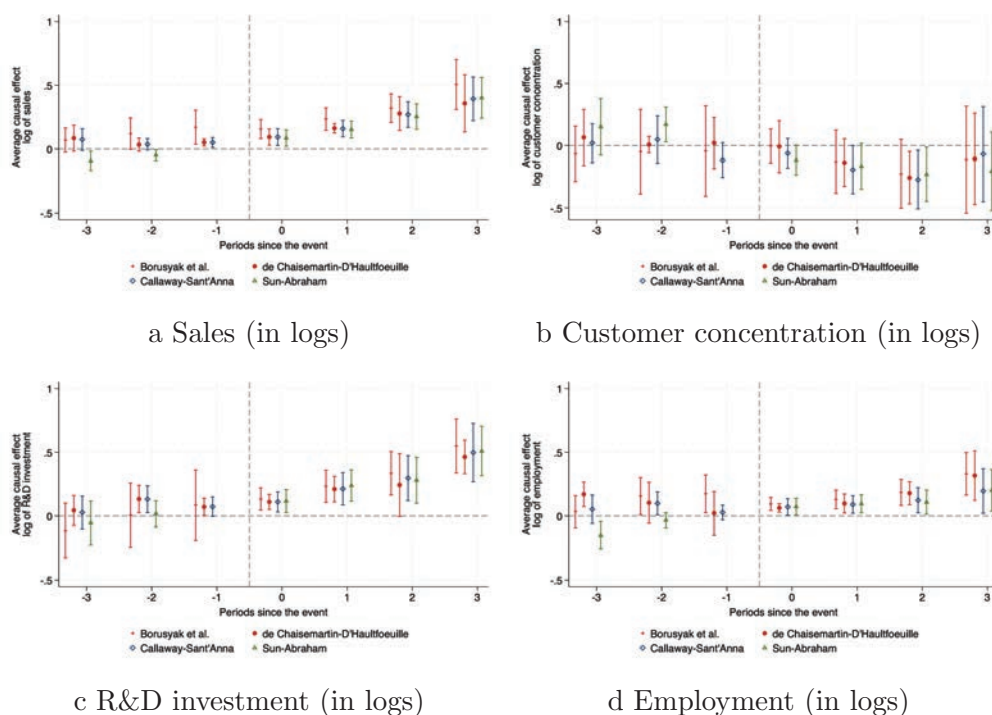 Average causal effect
log of sales
1
.5
0
-.5
-3 -2 -1 0 1 2 3
Periods since the event
Borusyak et al. de Chaisemartin-D'Haultfoeuille
Callaway-Sant'Anna Sun-Abraham
a Sales (in logs)
Average causal effect
log of customer concentration
1
.5
0
-.5
-3 -2 -1 0 1 2 3
Periods since the event
Borusyak et al. de Chaisemartin-D'Haultfoeuille
Callaway-Sant'Anna Sun-Abraham
b Customer concentration (in logs)
Average causal effect
log of R&D investment
1
.5
0
-.5
-3 -2 -1 0 1 2 3
Periods since the event
Borusyak et al. de Chaisemartin-D'Haultfoeuille
Callaway-Sant'Anna Sun-Abraham
c R&D investment (in logs)
Average causal effect
log of employment
1
.5
0
-.5
-3 -2 -1 0 1 2 3
Periods since the event
Borusyak et al. de Chaisemartin-D'Haultfoeuille
Callaway-Sant'Anna Sun-Abraham
d Employment (in logs)